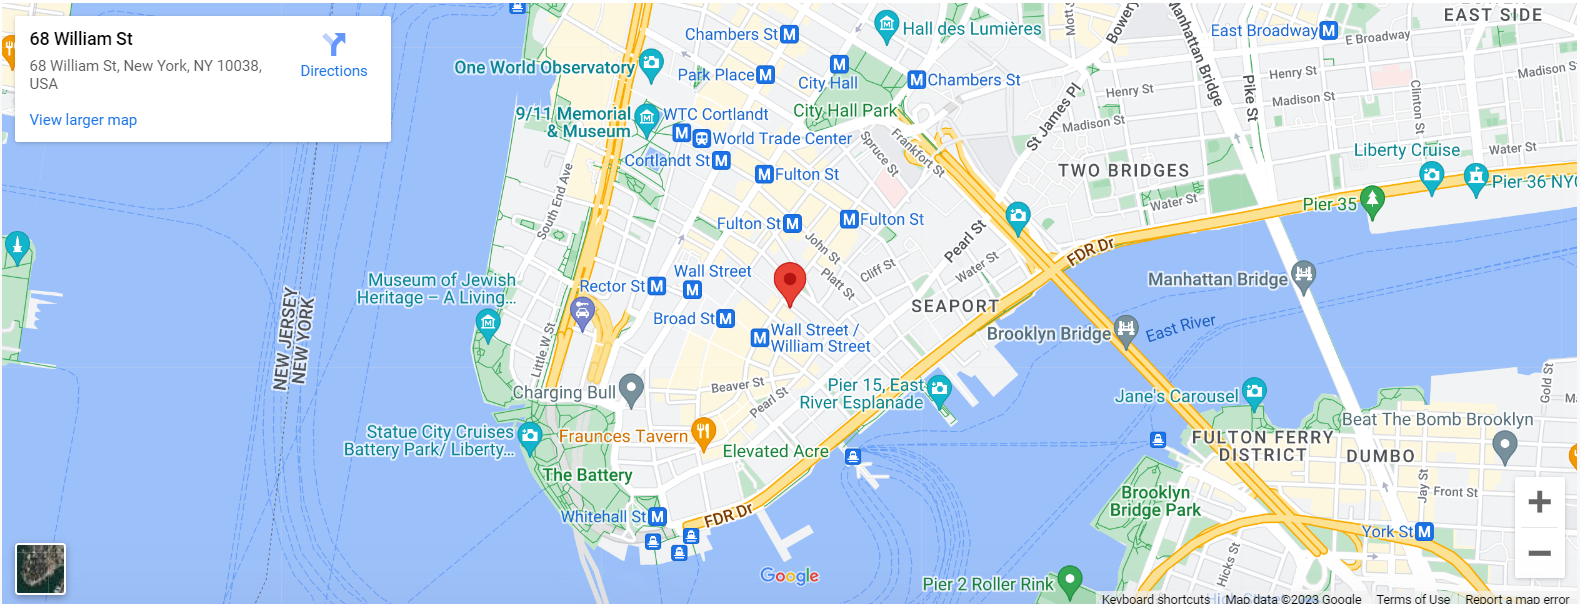 68 William St
68 William St, New York, NY 10038,
USA
Directions
View larger map
Chambers St
Hall des Lumières
Mott
Bowery
Manhattan Bridge
East Broadway
E Broadway
EAST SIDE
One World Observatory
Park Place
City Hall
Chambers St
Henry St
Henry St
Pike St
Madison St
Madison St
Madison St
Clinton St
9/11 Memorial
& Museum
WTC Cortlandt
World Trade Center
City Hall Park
Frankfort St
Spruce St
St James Pl
Cortlandt St
Fulton St
TWO BRIDGES
Liberty Cruise
Pier 36 NYC
South End Ave
Fulton St
Fulton St
John St
Pearl St
Water St
Pier 35
Museum of Jewish
Heritage – A Living...
Rector St
Wall Street
Platt St
Cliff St
Water St
FDR Dr
Manhattan Bridge
NEW JERSEY
NEW YORK
Broad St
Wall Street /
William Street
SEAPORT
Brooklyn Bridge
East River
Little W St
Charging Bull
Beaver St
Pearl St
Pier 15, East
River Esplanade
Jane's Carousel
Gold St
Beat The Bomb Brooklyn
Statue City Cruises
Battery Park/ Liberty...
Fraunces Tavern
Elevated Acre
FULTON FERRY
DISTRICT
DUMBO
The Battery
Jay St
Front St
Brooklyn
Bridge Park
Whitehall St
FDR Dr
York St
Hicks St
Google
Pier 2 Roller Rink
Keyboard shortcuts
Map data ©2023 Google
Terms of Use
Report a map error